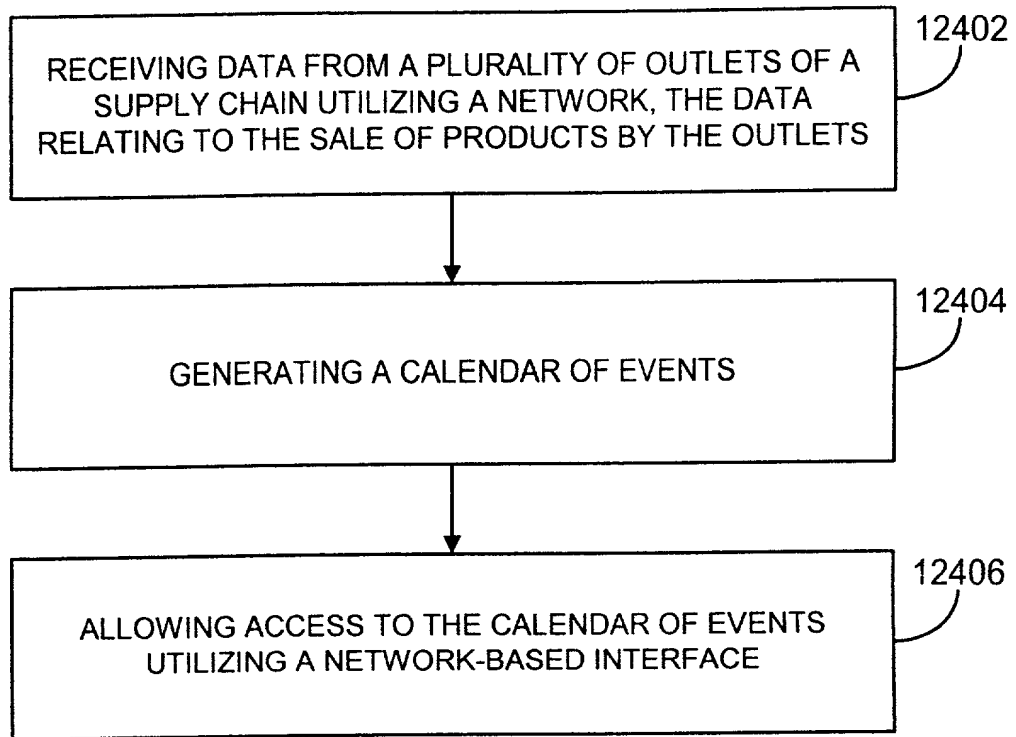 12402
RECEIVING DATA FROM A PLURALITY OF OUTLETS OF A
SUPPLY CHAIN UTILIZING A NETWORK, THE DATA
RELATING TO THE SALE OF PRODUCTS BY THE OUTLETS
12404
GENERATING A CALENDAR OF EVENTS
12406
ALLOWING ACCESS TO THE CALENDAR OF EVENTS
UTILIZING A NETWORK-BASED INTERFACE